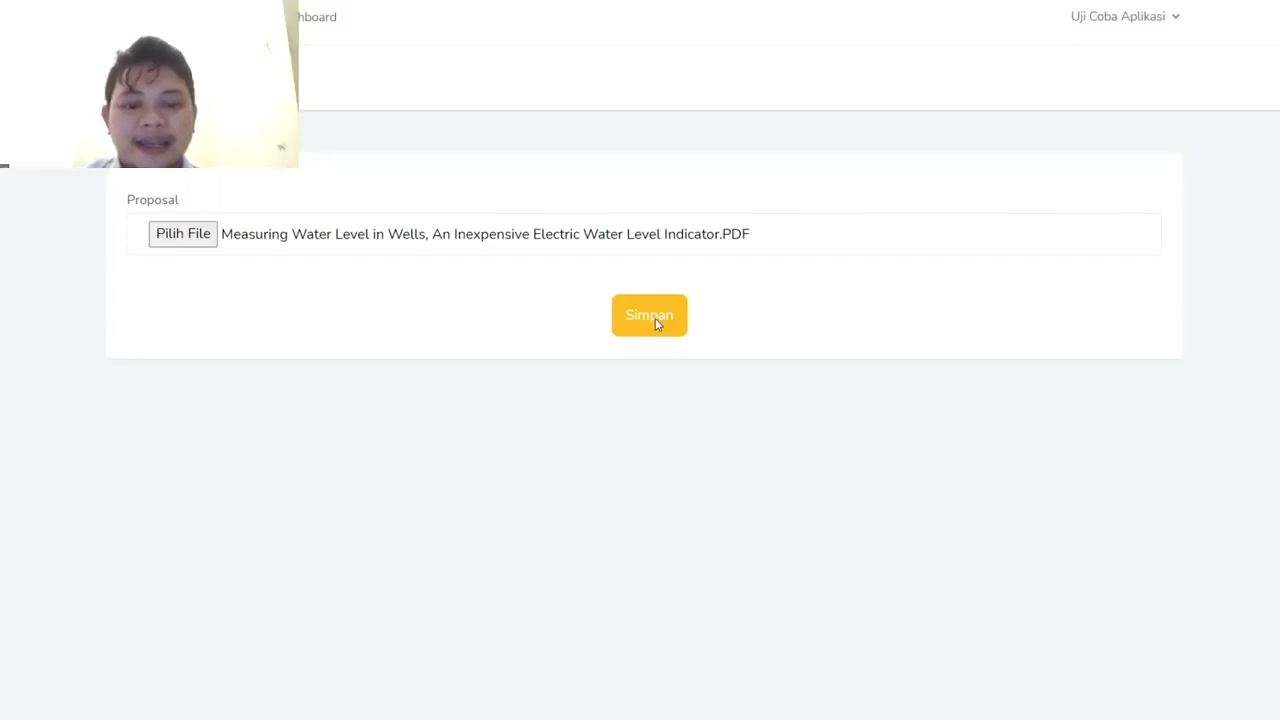 hboard
Uji Coba Aplikasi
Proposal
Pilih File Measuring Water Level in Wells, An Inexpensive Electric Water Level Indicator.PDF
Simpan